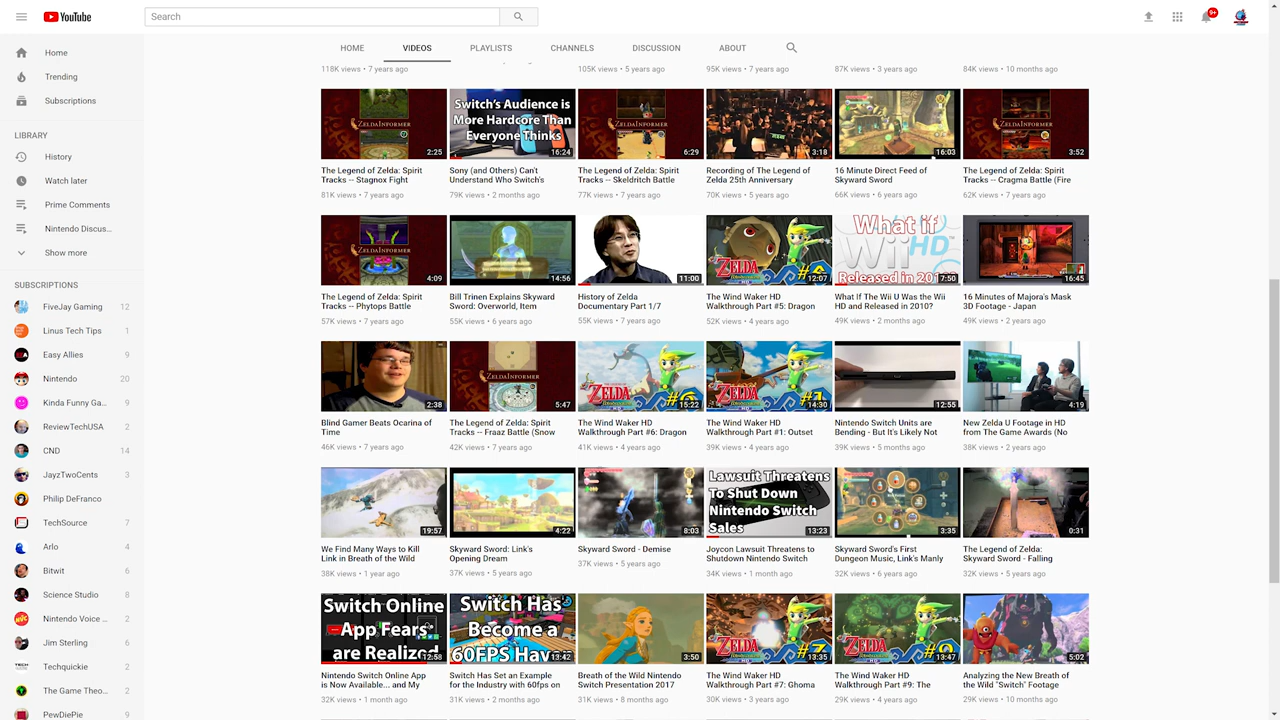 YouTube
Search
9+
HOME VIDEOS PLAYLISTS CHANNELS DISCUSSION ABOUT
Home
Trending
Subscriptions
LIBRARY
History
Watch later
Prime Comments
Nintendo Discus...
Show more
SUBSCRIPTIONS
FiveJay Gaming 12
Linus Tech Tips 1
Easy Allies 9
Nintendo 20
Kinda Funny Ga... 9
ReviewTechUSA 2
CND 14
JayzTwoCents 3
Philip DeFranco
TechSource 7
Arlo 4
Bitwit 6
Science Studio 8
Nintendo Voice ... 2
Jim Sterling 6
Techquickie 2
The Game Theo... 2
PewDiePie 9
118K views • 7 years ago
105K views • 5 years ago
95K views • 7 years ago
87K views • 3 years ago
84K views • 10 months ago
ZELDAINFORMER
2:25
The Legend of Zelda: Spirit
Tracks -- Stagnox Fight
81K views • 7 years ago
Switch's Audience is
More Hardcore Than
Everyone Thinks
16:24
Sony (and Others) Can't
Understand Who Switch's
79K views • 2 months ago
ZELDAINFORMER
6:29
The Legend of Zelda: Spirit
Tracks -- Skeldritch Battle
77K views • 7 years ago
3:18
Recording of The Legend of
Zelda 25th Anniversary
70K views • 5 years ago
16:03
16 Minute Direct Feed of
Skyward Sword
66K views • 6 years ago
ZELDAINFORMER
3:52
The Legend of Zelda: Spirit
Tracks -- Cragma Battle (Fire
62K views • 7 years ago
ZELDAINFORMER
4:09
The Legend of Zelda: Spirit
Tracks -- Phytops Battle
57K views • 7 years ago
14:56
Bill Trinen Explains Skyward
Sword: Overworld, Item
55K views • 6 years ago
11:00
History of Zelda
Documentary Part 1/7
55K views • 7 years ago
ZELDA
12:07
The Wind Waker HD
Walkthrough Part #5: Dragon
52K views • 4 years ago
What if
Wii HD
Released in 201
7:50
What If The Wii U Was the Wii
HD and Released in 2010?
49K views • 2 months ago
16:45
16 Minutes of Majora's Mask
3D Footage - Japan
49K views • 2 years ago
2:38
Blind Gamer Beats Ocarina of
Time
46K views • 7 years ago
ZELDAINFORMER
5:47
The Legend of Zelda: Spirit
Tracks -- Fraaz Battle (Snow
42K views • 7 years ago
ZELDA #6
15:22
The Wind Waker HD
Walkthrough Part #6: Dragon
41K views • 4 years ago
ZELDA #1
14:30
The Wind Waker HD
Walkthrough Part #1: Outset
39K views • 4 years ago
12:55
Nintendo Switch Units are
Bending - But It's Likely Not
39K views • 5 months ago
4:19
New Zelda U Footage in HD
from The Game Awards (No
38K views • 2 years ago
19:57
We Find Many Ways to Kill
Link in Breath of the Wild
38K views • 1 year ago
4:22
Skyward Sword: Link's
Opening Dream
37K views • 5 years ago
8:03
Skyward Sword - Demise
37K views • 5 years ago
Lawsuit Threatens
To Shut Down
Nintendo Switch
Sales
13:23
Joycon Lawsuit Threatens to
Shutdown Nintendo Switch
34K views • 1 month ago
3:35
Skyward Sword's First
Dungeon Music, Link's Manly
32K views • 6 years ago
0:31
The Legend of Zelda:
Skyward Sword - Falling
32K views • 5 years ago
Switch Online
App Fears
are Realized
12:58
Nintendo Switch Online App
is Now Available... and My
32K views • 1 month ago
Switch Has
Become a
60FPS Hav
13:42
Switch Has Set an Example
for the Industry with 60fps on
31K views • 2 months ago
3:50
Breath of the Wild Nintendo
Switch Presentation 2017
31K views • 8 months ago
ZELDA #7
13:35
The Wind Waker HD
Walkthrough Part #7: Ghoma
30K views • 3 years ago
ZELDA #9
13:47
The Wind Waker HD
Walkthrough Part #9: The
29K views • 4 years ago
5:02
Analyzing the New Breath of
the Wild "Switch" Footage
29K views • 10 months ago